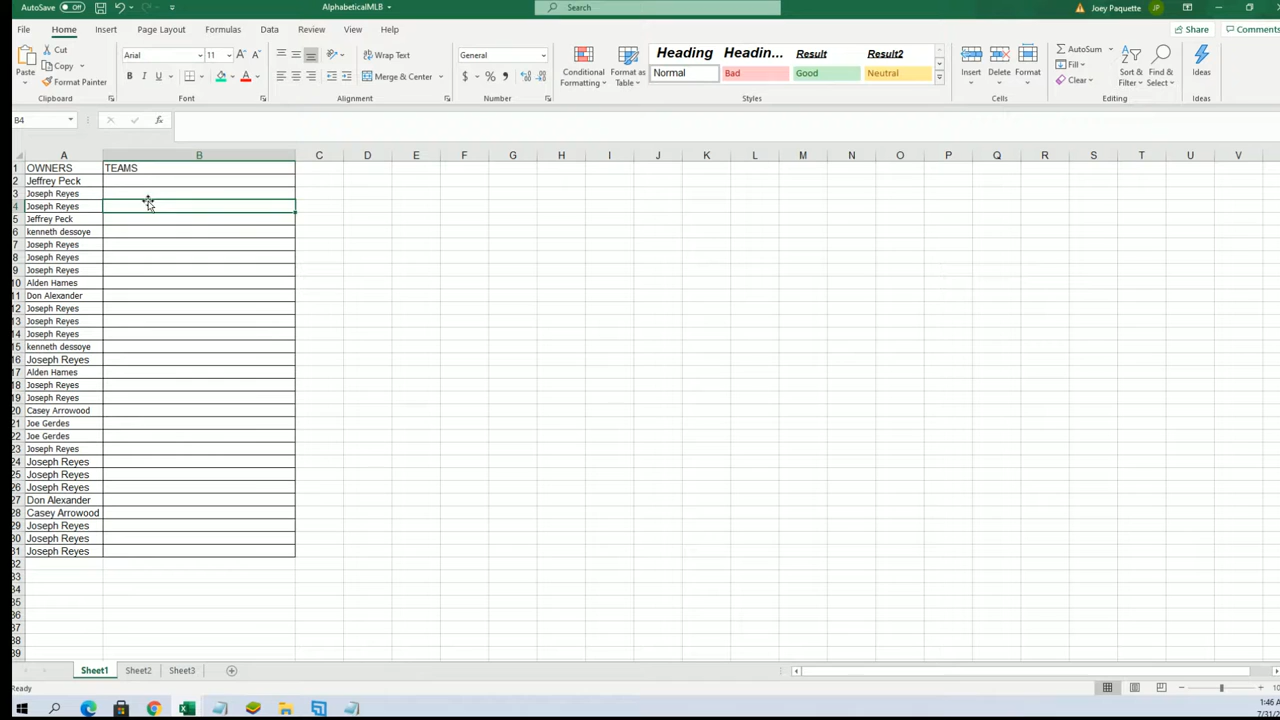 AutoSave Off AlphabeticalMLB Search Joey Paquette JP
File Home Insert Page Layout Formulas Data Review View Help Share Comments
Paste Cut Copy Format Painter Clipboard
Arial 11 A A B I U A Font
Wrap Text Merge & Center Alignment
General $ % , Number
Conditional Formatting Format as Table
Heading Headin... Result Result2
Normal Bad Good Neutral
Styles
Insert Delete Format Cells
AutoSum Fill Clear Sort & Filter Find & Select Editing
Ideas Ideas
B4 fx
A B C D E F G H I J K L M N O P Q R S T U V
1 OWNERS TEAMS
2 Jeffrey Peck
3 Joseph Reyes
4 Joseph Reyes
5 Jeffrey Peck
6 kenneth dessoye
7 Joseph Reyes
8 Joseph Reyes
9 Joseph Reyes
10 Alden Hames
11 Don Alexander
12 Joseph Reyes
13 Joseph Reyes
14 Joseph Reyes
15 kenneth dessoye
16 Joseph Reyes
17 Alden Hames
18 Joseph Reyes
19 Joseph Reyes
20 Casey Arrowood
21 Joe Gerdes
22 Joe Gerdes
23 Joseph Reyes
24 Joseph Reyes
25 Joseph Reyes
26 Joseph Reyes
27 Don Alexander
28 Casey Arrowood
29 Joseph Reyes
30 Joseph Reyes
31 Joseph Reyes
32
33
34
35
36
37
38
39
Sheet1 Sheet2 Sheet3
Ready 10
1:46 A
7/31/2